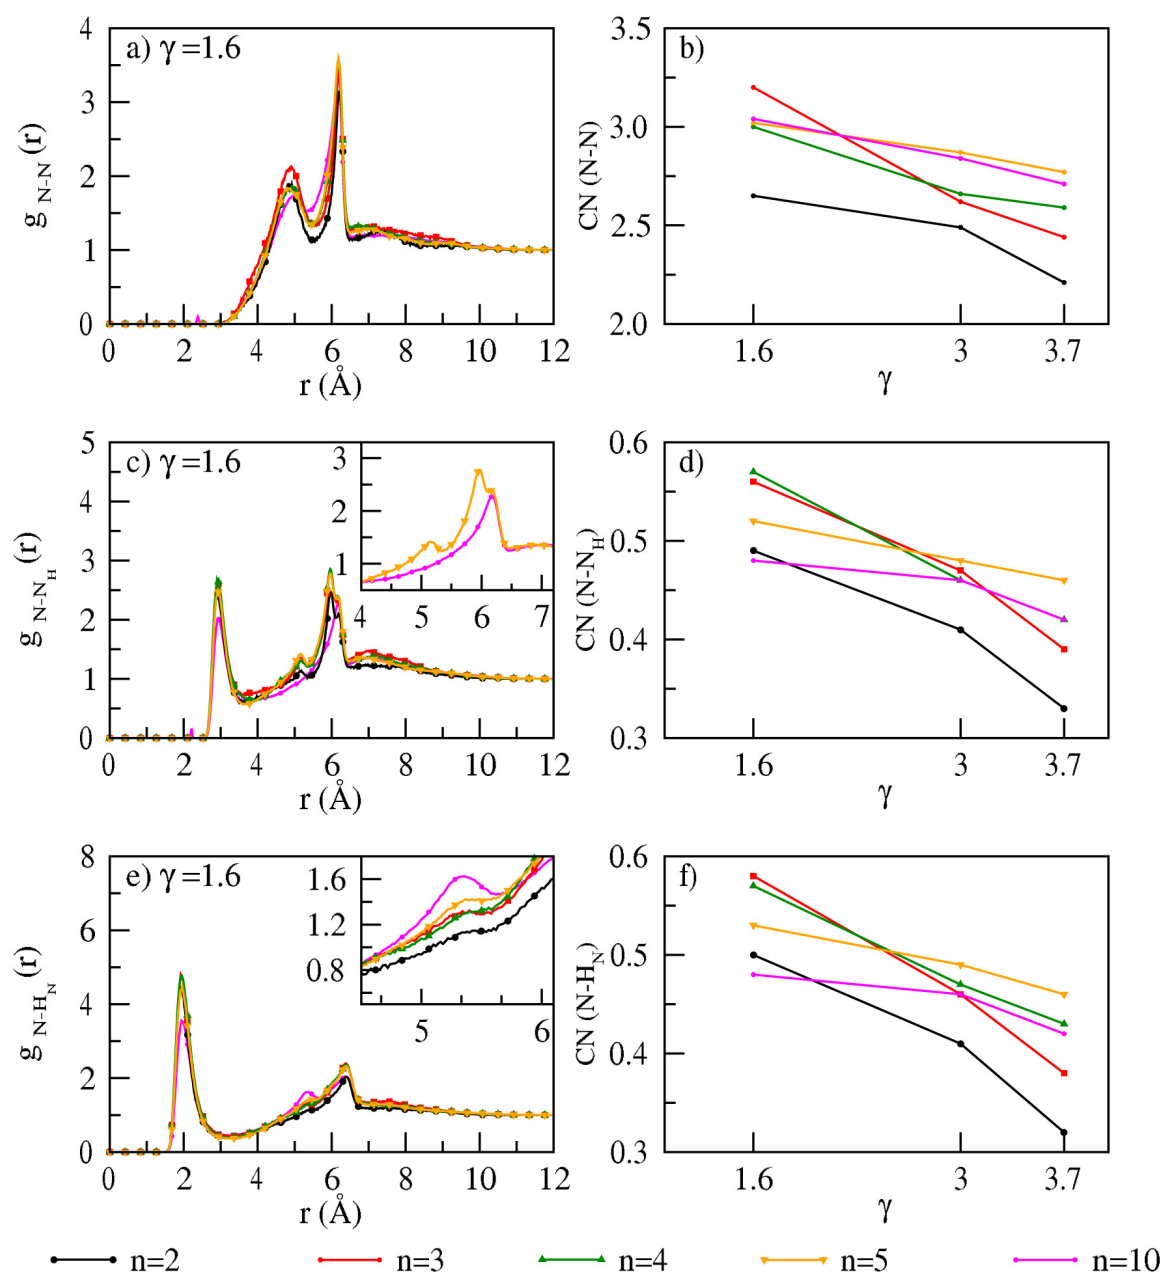 a) γ=1.6
g N-N (r)
4
3
2
1
0
0 2 4 6 8 10 12
r (Å)
b)
CN (N-N)
3.5
3.0
2.5
2.0
1.6 3 3.7
γ
c) γ=1.6
g N-N_H (r)
5
4
3
2
1
0
0 2 4 6 8 10 12
r (Å)
3
2
1
4 5 6 7
d)
CN (N-N_H)
0.6
0.5
0.4
0.3
1.6 3 3.7
γ
e) γ=1.6
g N-H_N (r)
8
6
4
2
0
0 2 4 6 8 10 12
r (Å)
1.6
1.2
0.8
5 6
f)
CN (N-H_N)
0.6
0.5
0.4
0.3
1.6 3 3.7
γ
n=2 n=3 n=4 n=5 n=10